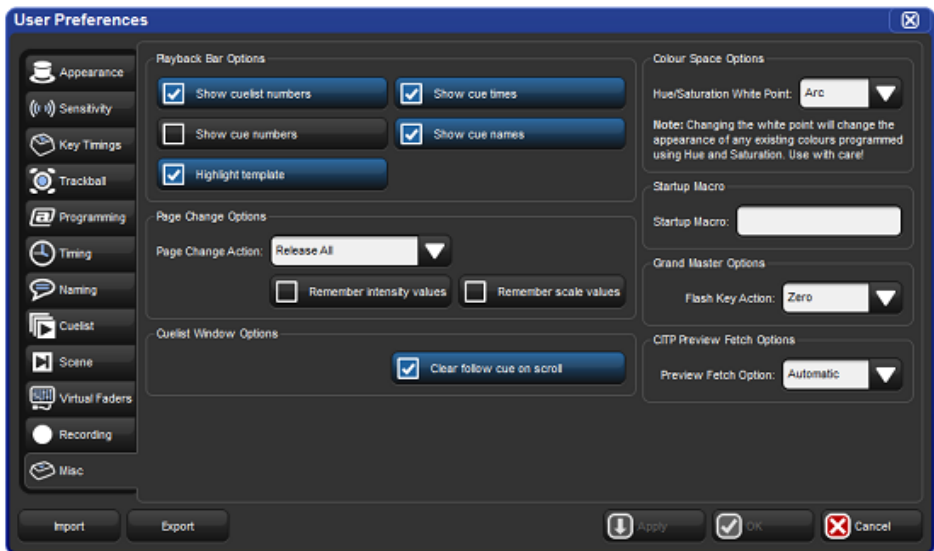 User Preferences
Appearance
Sensitivity
Key Timings
Trackball
Programming
Timing
Naming
Cuelist
Scene
Virtual Faders
Recording
Misc
Playback Bar Options
Show cuelist numbers
Show cue times
Show cue numbers
Show cue names
Highlight template
Page Change Options
Page Change Action: Release All
Remember intensity values
Remember scale values
Cuelist Window Options
Clear follow cue on scroll
Colour Space Options
Hue/Saturation White Point: Arc
Note: Changing the white point will change the
appearance of any existing colours programmed
using Hue and Saturation. Use with care!
Startup Macro
Startup Macro:
Grand Master Options
Flash Key Action: Zero
CITP Preview Fetch Options
Preview Fetch Option: Automatic
Import
Export
Apply
OK
Cancel